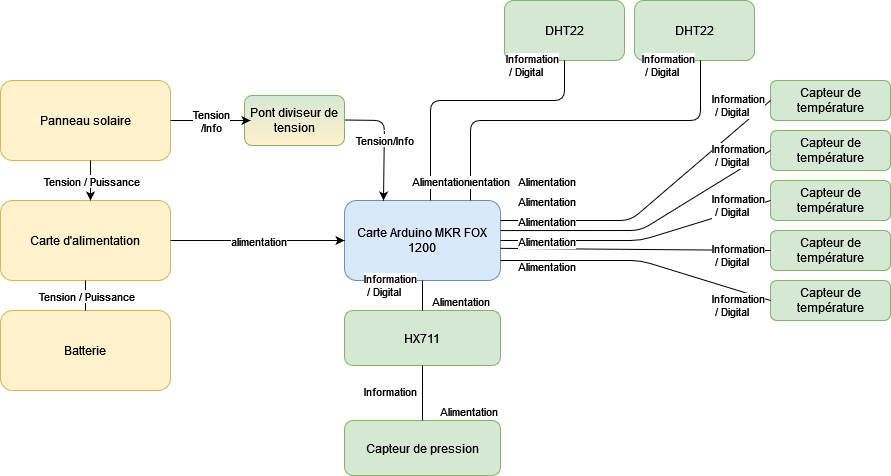 DHT22
DHT22
Information
/ Digital
Information
/ Digital
Panneau solaire
Tension
/Info
Pont diviseur de
tension
Tension/Info
Information
/ Digital
Capteur de
température
Information
/ Digital
Capteur de
température
Information
/ Digital
Capteur de
température
Information
/ Digital
Capteur de
température
Information
/ Digital
Capteur de
température
Tension / Puissance
Alimentation
mentation
Alimentation
Alimentation
Alimentation
Alimentation
Alimentation
Carte d'alimentation
alimentation
Carte Arduino MKR FOX
1200
Tension / Puissance
Information
/ Digital
Alimentation
Batterie
HX711
Information
Alimentation
Capteur de pression